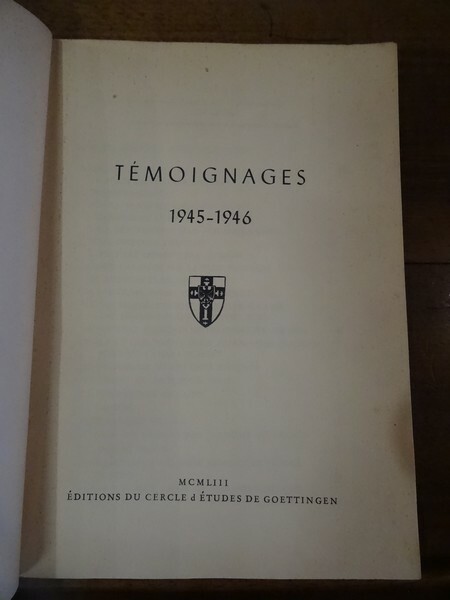 TÉMOIGNAGES
1945-1946
MCMLIII
ÉDITIONS DU CERCLE d ÉTUDES DE GOETTINGEN